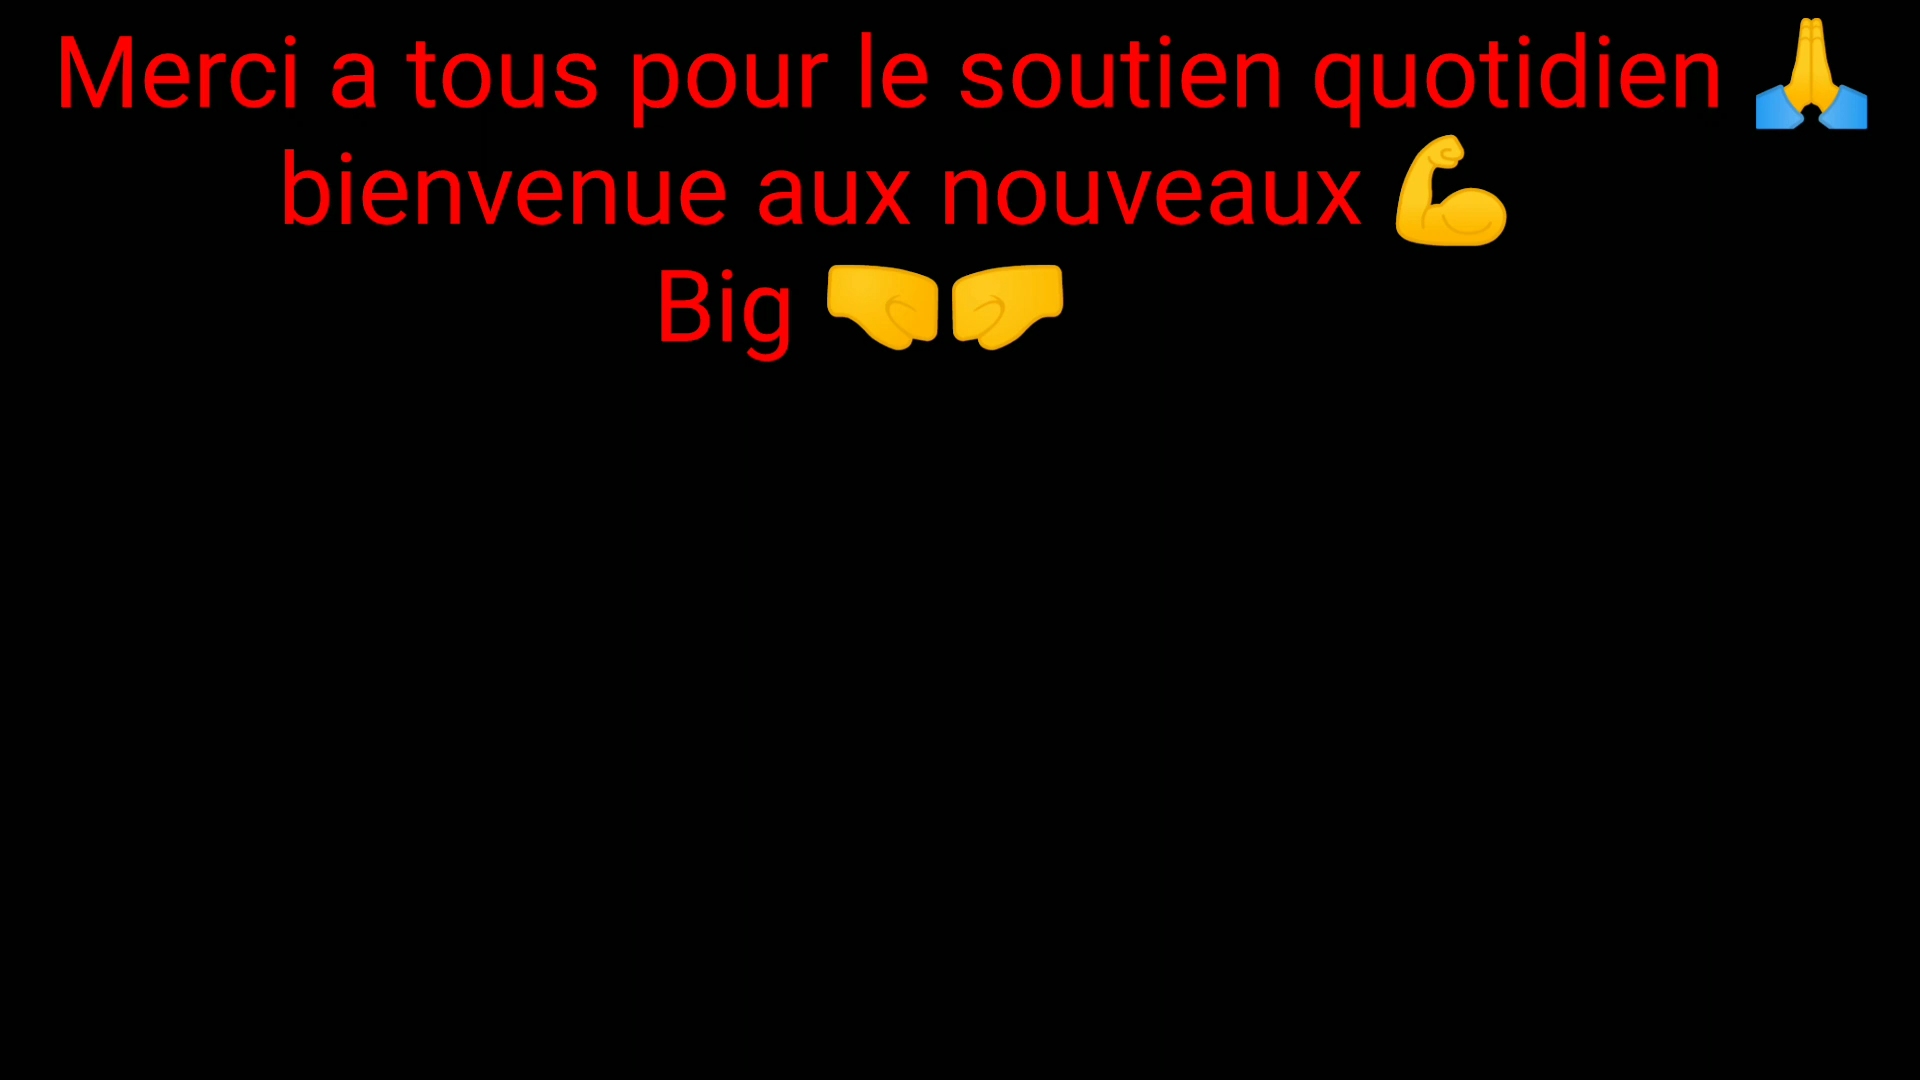 Merci a tous pour le soutien quotidien 🙏
bienvenue aux nouveaux 💪
Big 🤜🤛